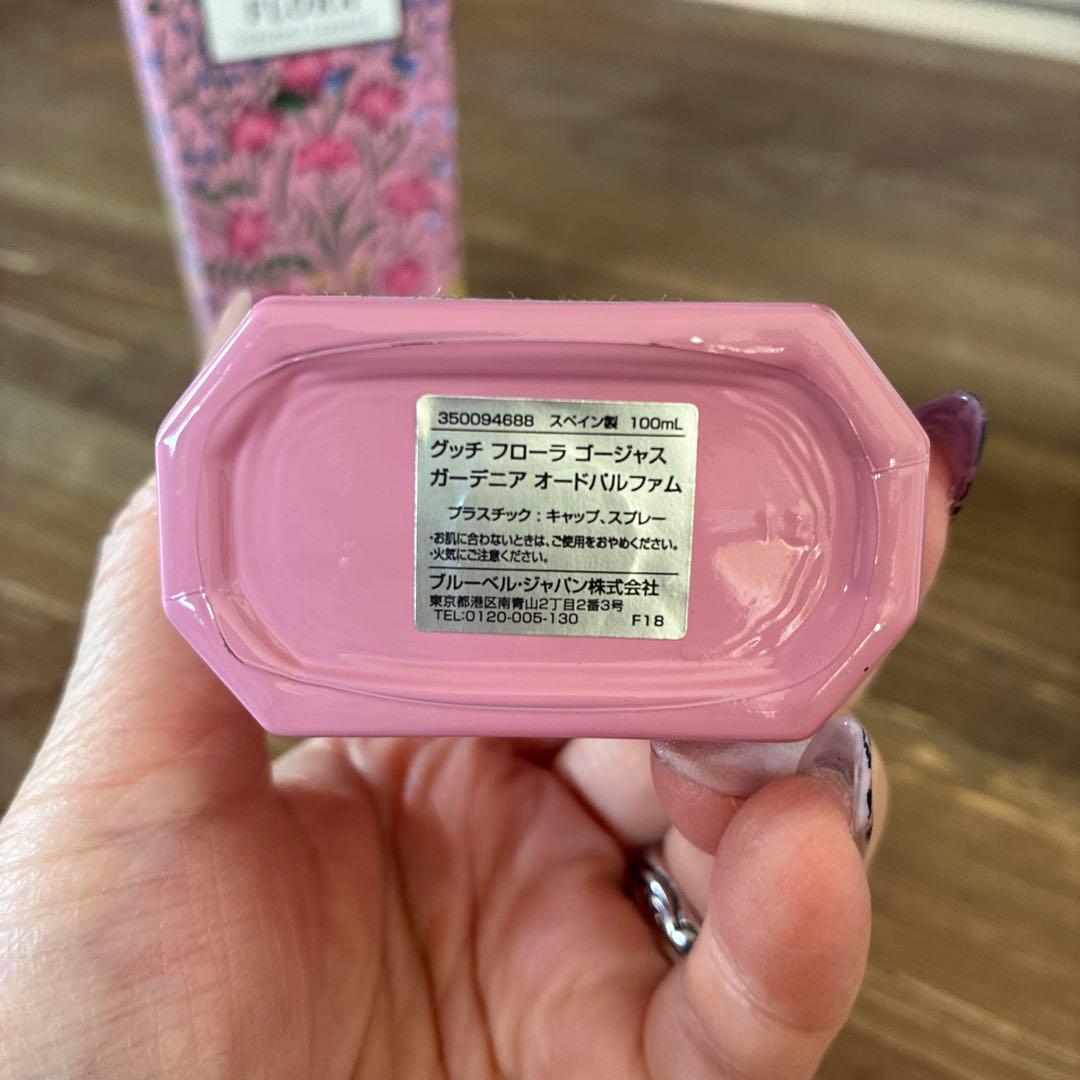 FLORA
350094688 スペイン製 100mL
グッチ フローラ ゴージャス
ガーデニア オードパルファム
プラスチック：キャップ、スプレー
・お肌に合わないときは、ご使用をおやめください。
・火気にご注意ください。
ブルーベル・ジャパン株式会社
東京都港区南青山2丁目2番3号
TEL:0120-005-130 F18